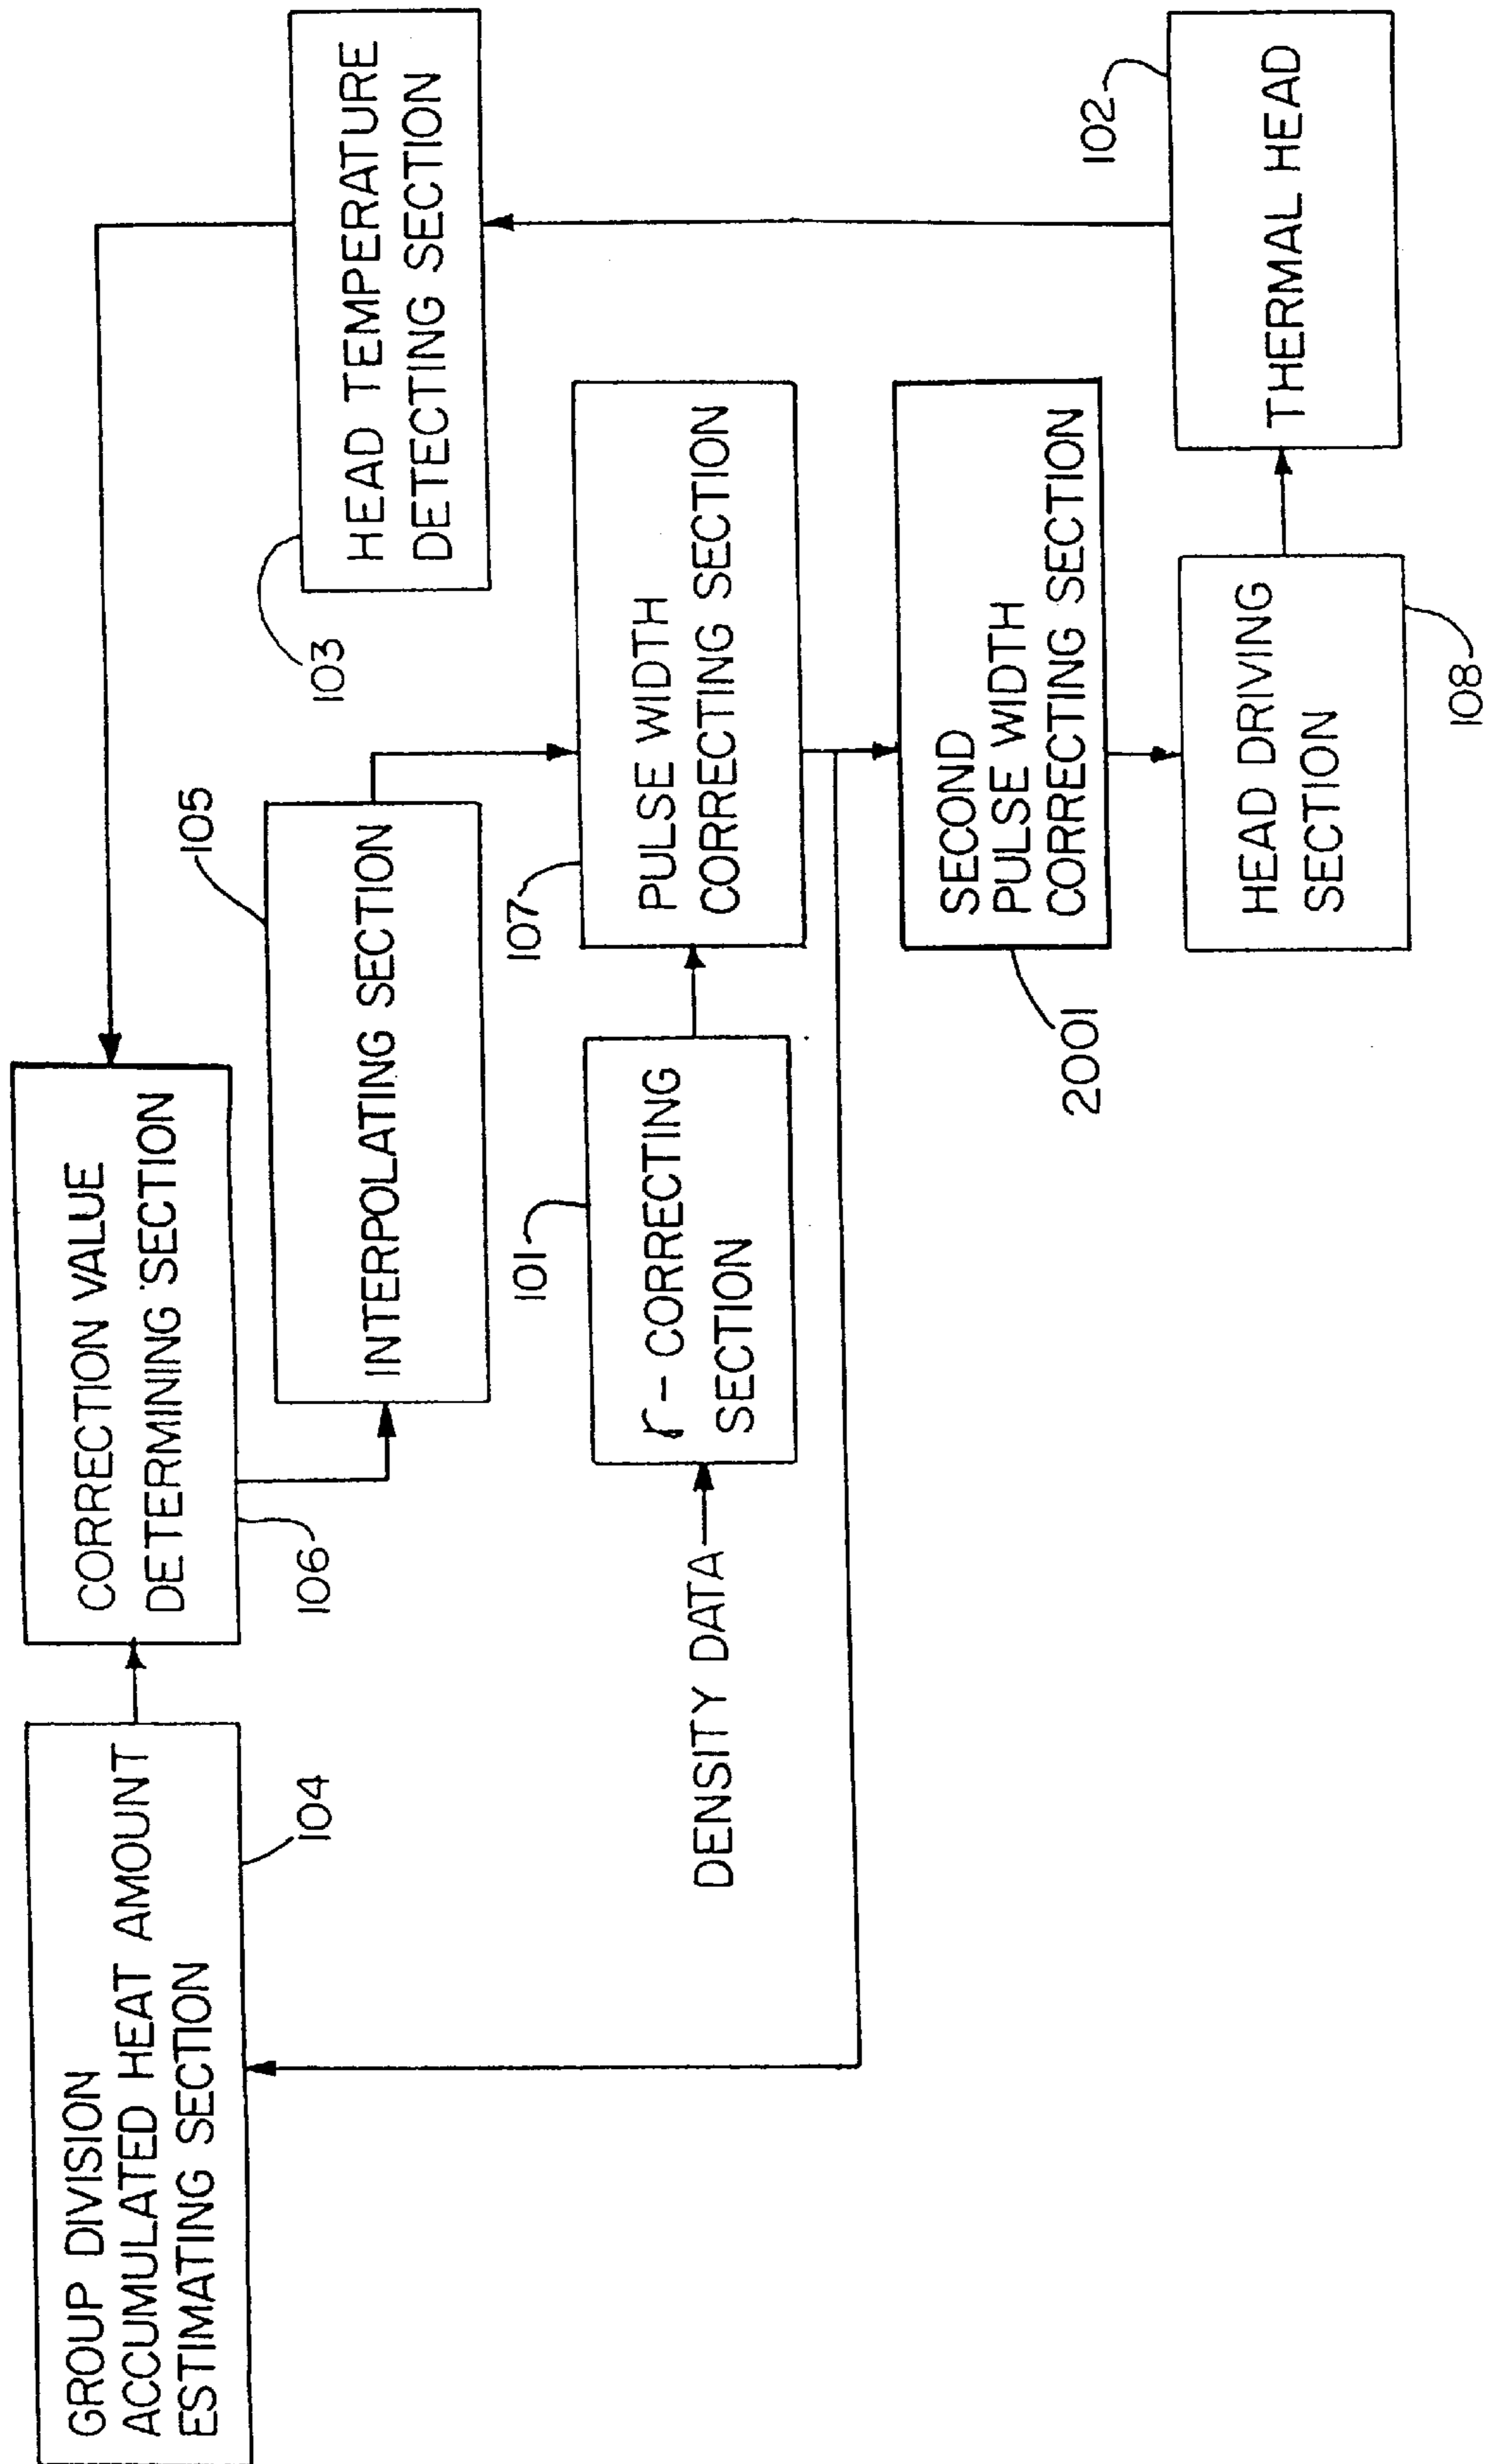 GROUP DIVISION
ACCUMULATED HEAT AMOUNT
ESTIMATING SECTION
104
CORRECTION VALUE
DETERMINING SECTION
106
HEAD TEMPERATURE
DETECTING SECTION
103
INTERPOLATING SECTION
105
DENSITY DATA
γ - CORRECTING
SECTION
101
PULSE WIDTH
CORRECTING SECTION
107
SECOND
PULSE WIDTH
CORRECTING SECTION
2001
HEAD DRIVING
SECTION
108
THERMAL HEAD
102